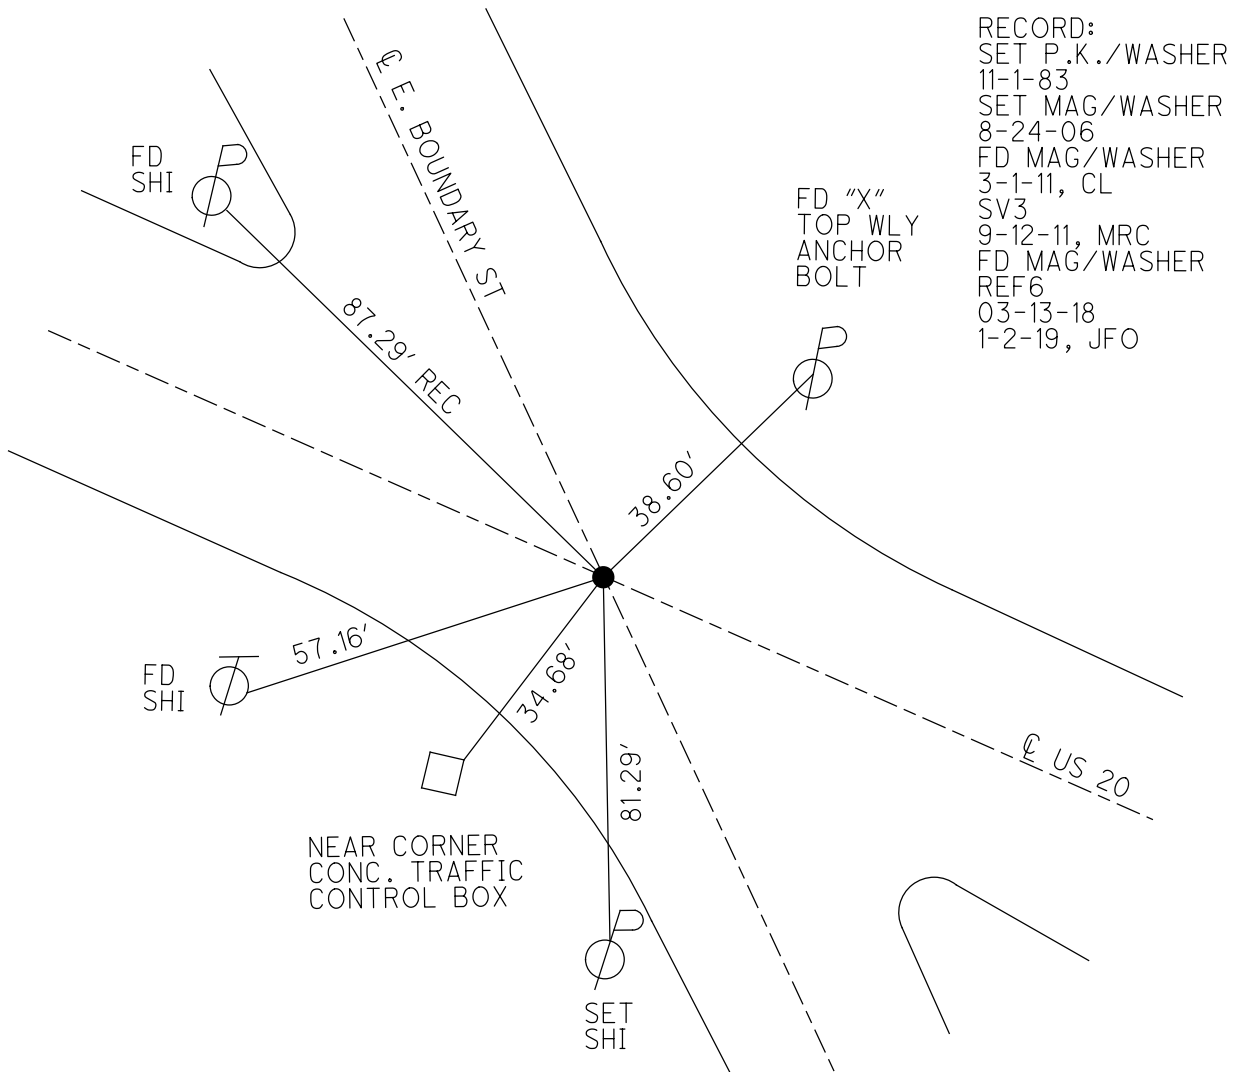 RECORD:
SET P.K./WASHER
11-1-83
SET MAG/WASHER
8-24-06
FD MAG/WASHER
3-1-11, CL
SV3
9-12-11, MRC
FD MAG/WASHER
REF6
03-13-18
1-2-19, JFO
℄ E. BOUNDARY ST
FD
SHI
FD "X"
TOP WLY
ANCHOR
BOLT
87.29' REC
38.60'
57.16'
FD
SHI
34.68'
81.29'
℄ US 20
NEAR CORNER
CONC. TRAFFIC
CONTROL BOX
SET
SHI